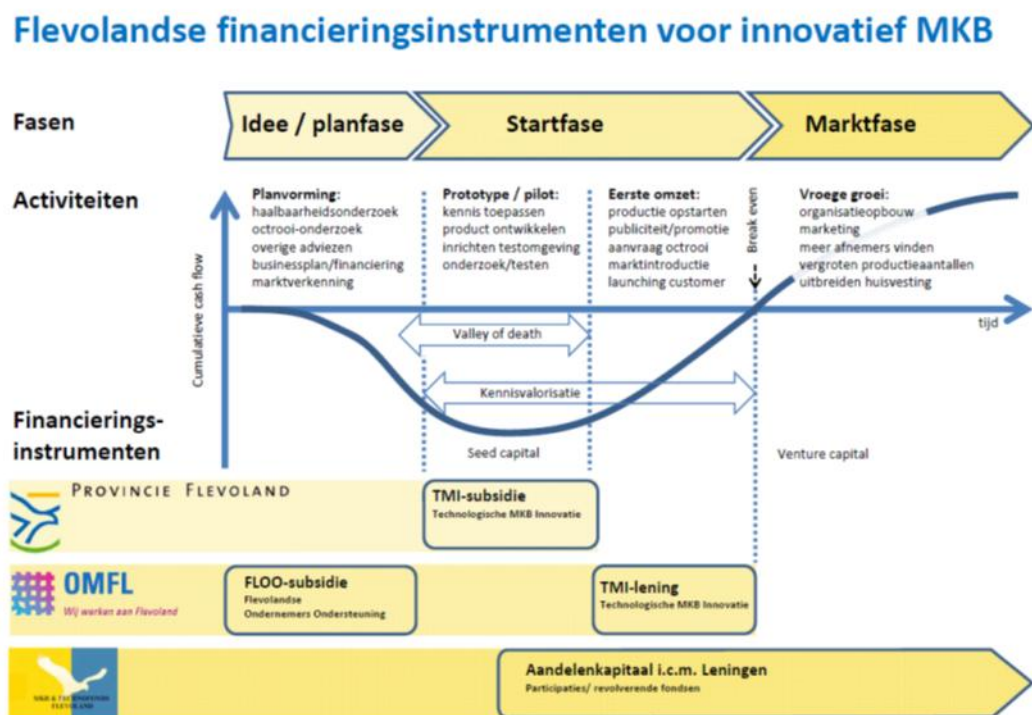 Flevolandse financieringsinstrumenten voor innovatief MKB
Fasen
Idee / planfase
Startfase
Marktfase
Activiteiten
Planvorming:
haalbaarheidsonderzoek
octrooi-onderzoek
overige adviezen
businessplan/financiering
marktverkenning
Prototype / pilot:
kennis toepassen
product ontwikkelen
inrichten testomgeving
onderzoek/testen
Eerste omzet:
productie opstarten
publiciteit/promotie
aanvraag octrooi
marktintroductie
launching customer
Break even
Vroege groei:
organisatieopbouw
marketing
meer afnemers vinden
vergroten productieaantallen
uitbreiden huisvesting
Cumulatieve cash flow
tijd
Valley of death
Kennisvalorisatie
Financierings-
instrumenten
Seed capital
Venture capital
PROVINCIE FLEVOLAND
TMI-subsidie
Technologische MKB Innovatie
OMFL
Wij werken aan Flevoland
FLOO-subsidie
Flevolandse
Ondernemers Ondersteuning
TMI-lening
Technologische MKB Innovatie
MKB & TECHNOFONDS
FLEVOLAND
Aandelenkapitaal i.c.m. Leningen
Participaties/ revolverende fondsen